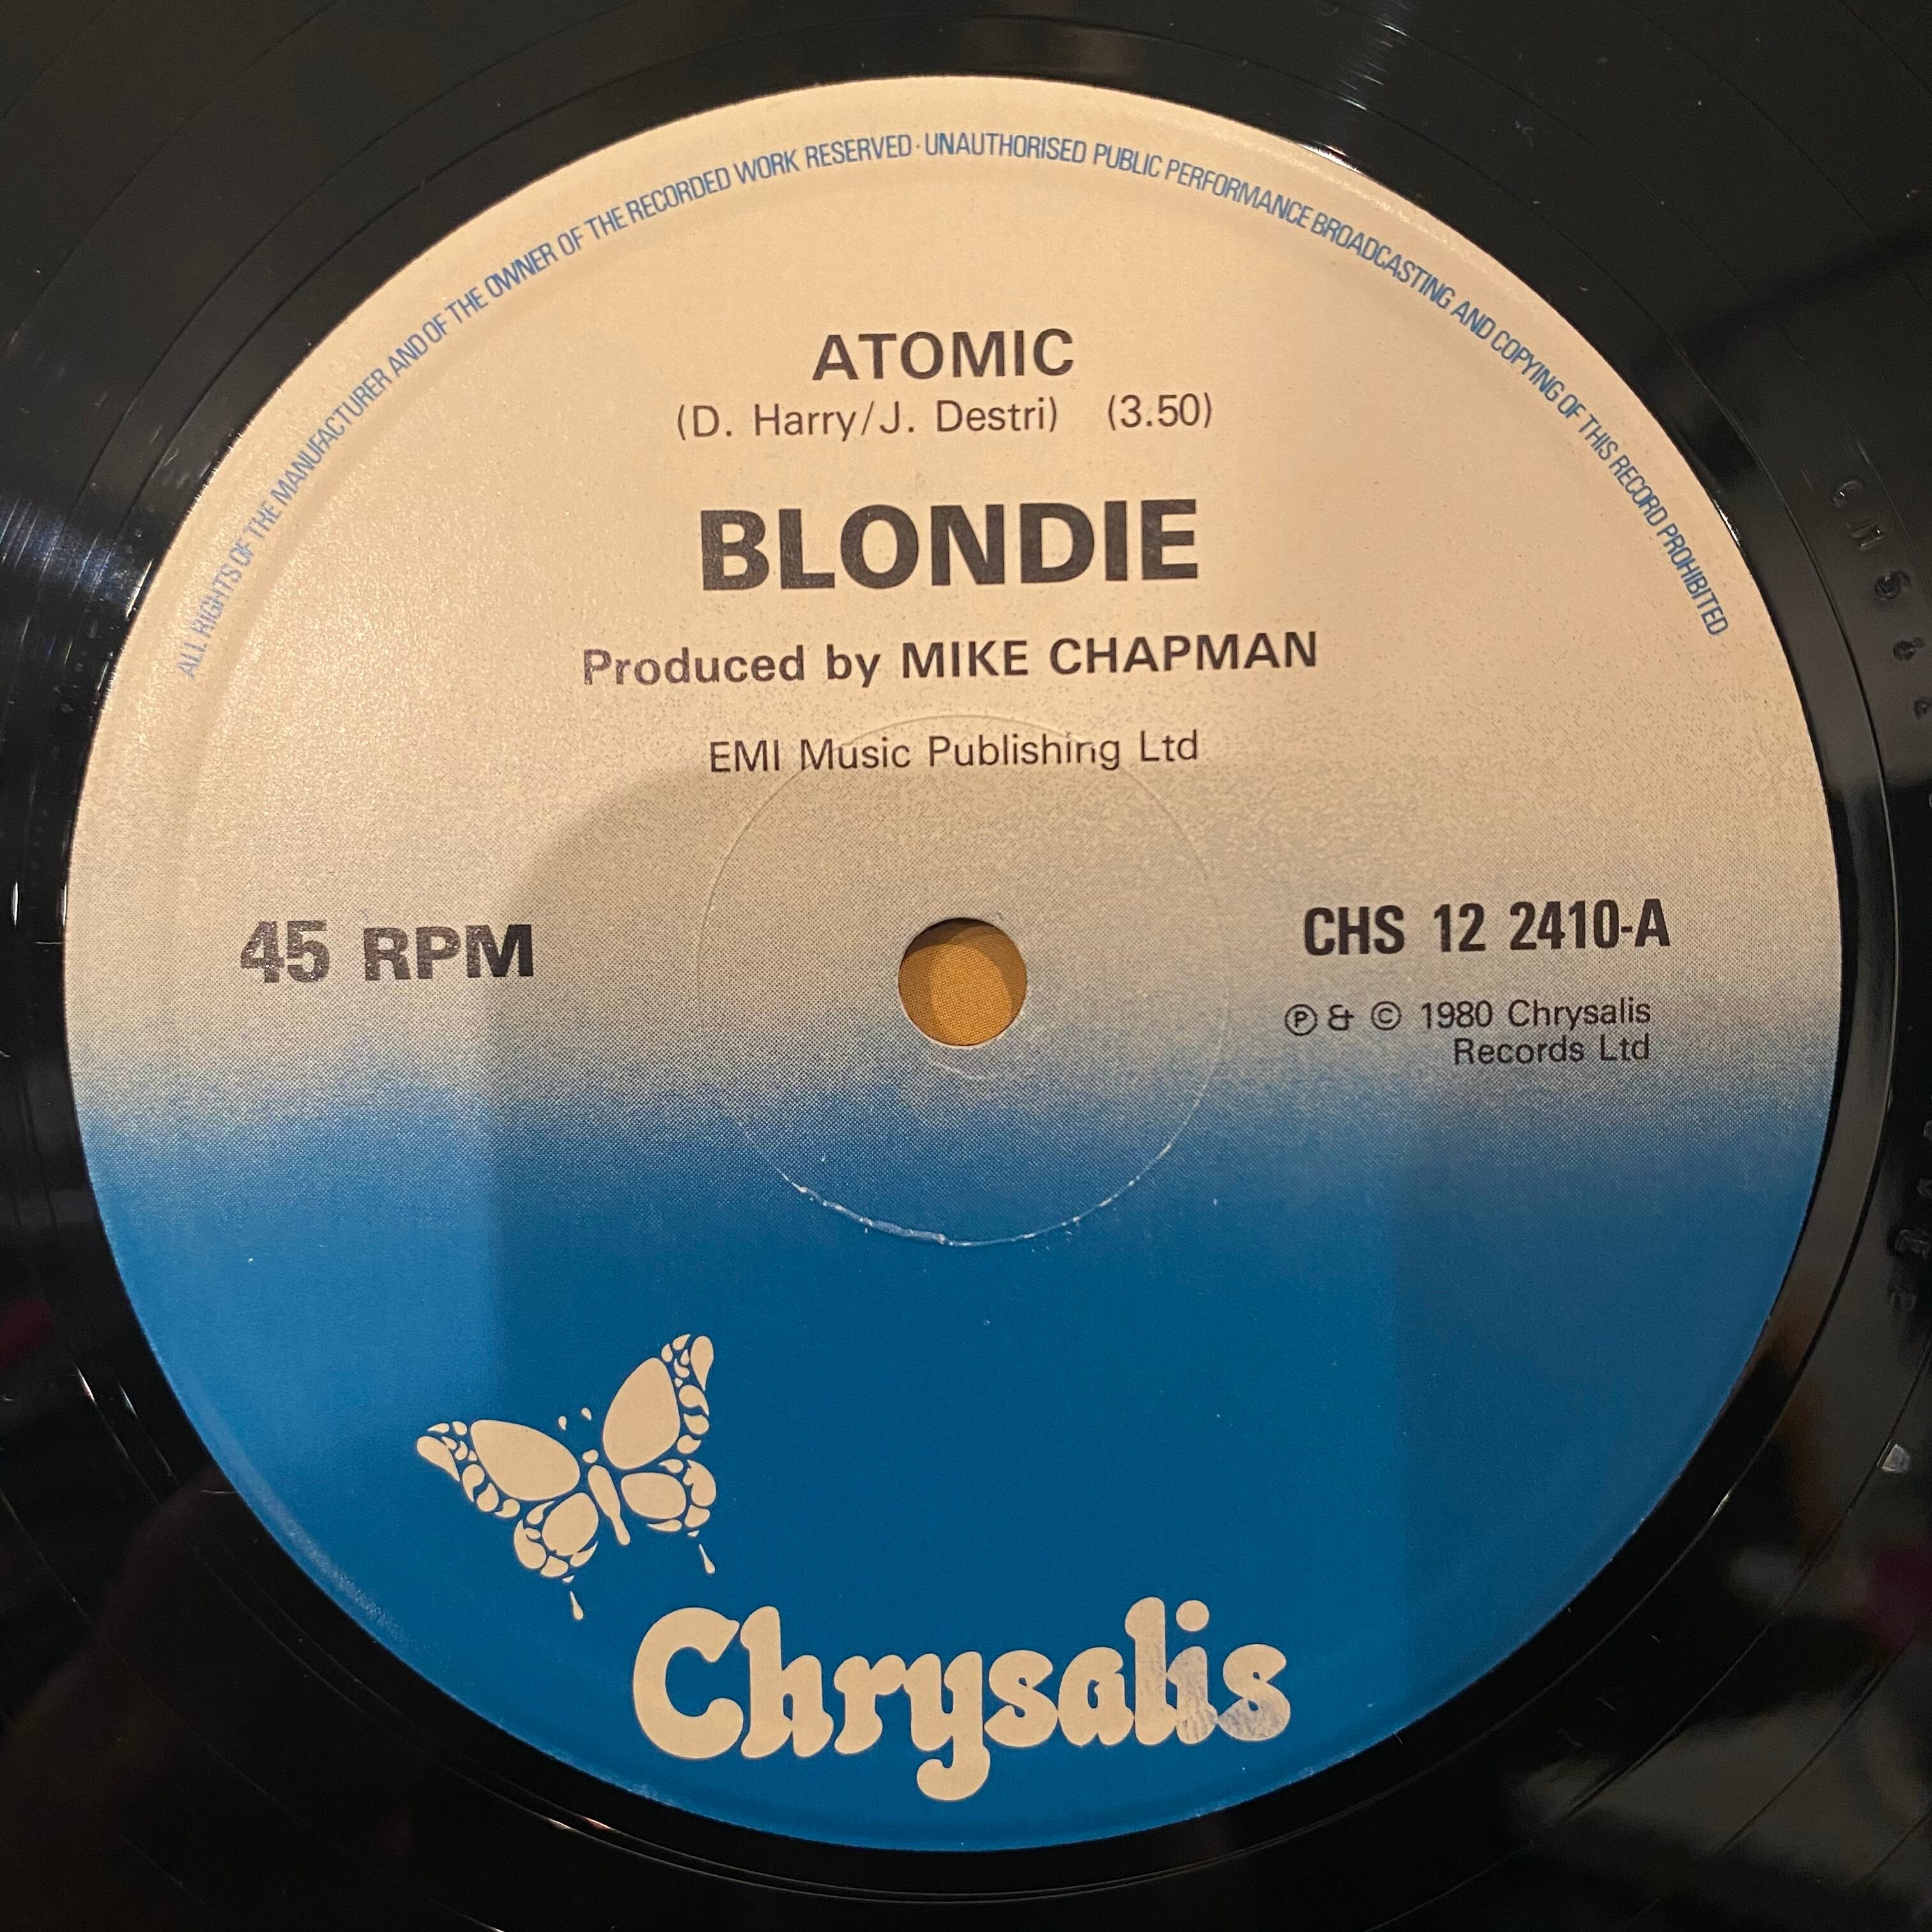 ALL RIGHTS OF THE MANUFACTURER AND OF THE OWNER OF THE RECORDED WORK RESERVED · UNAUTHORISED PUBLIC PERFORMANCE BROADCASTING AND COPYING OF THIS RECORD PROHIBITED
ATOMIC
(D. Harry/J. Destri) (3.50)
BLONDIE
Produced by MIKE CHAPMAN
EMI Music Publishing Ltd
45 RPM
CHS 12 2410-A
Ⓟ & © 1980 Chrysalis
Records Ltd
Chrysalis